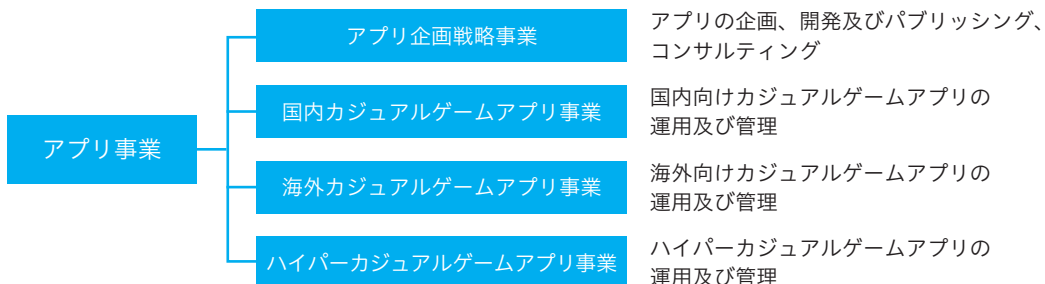 アプリ事業
アプリ企画戦略事業
アプリの企画、開発及びパブリッシング、
コンサルティング
国内カジュアルゲームアプリ事業
国内向けカジュアルゲームアプリの
運用及び管理
海外カジュアルゲームアプリ事業
海外向けカジュアルゲームアプリの
運用及び管理
ハイパーカジュアルゲームアプリ事業
ハイパーカジュアルゲームアプリの
運用及び管理